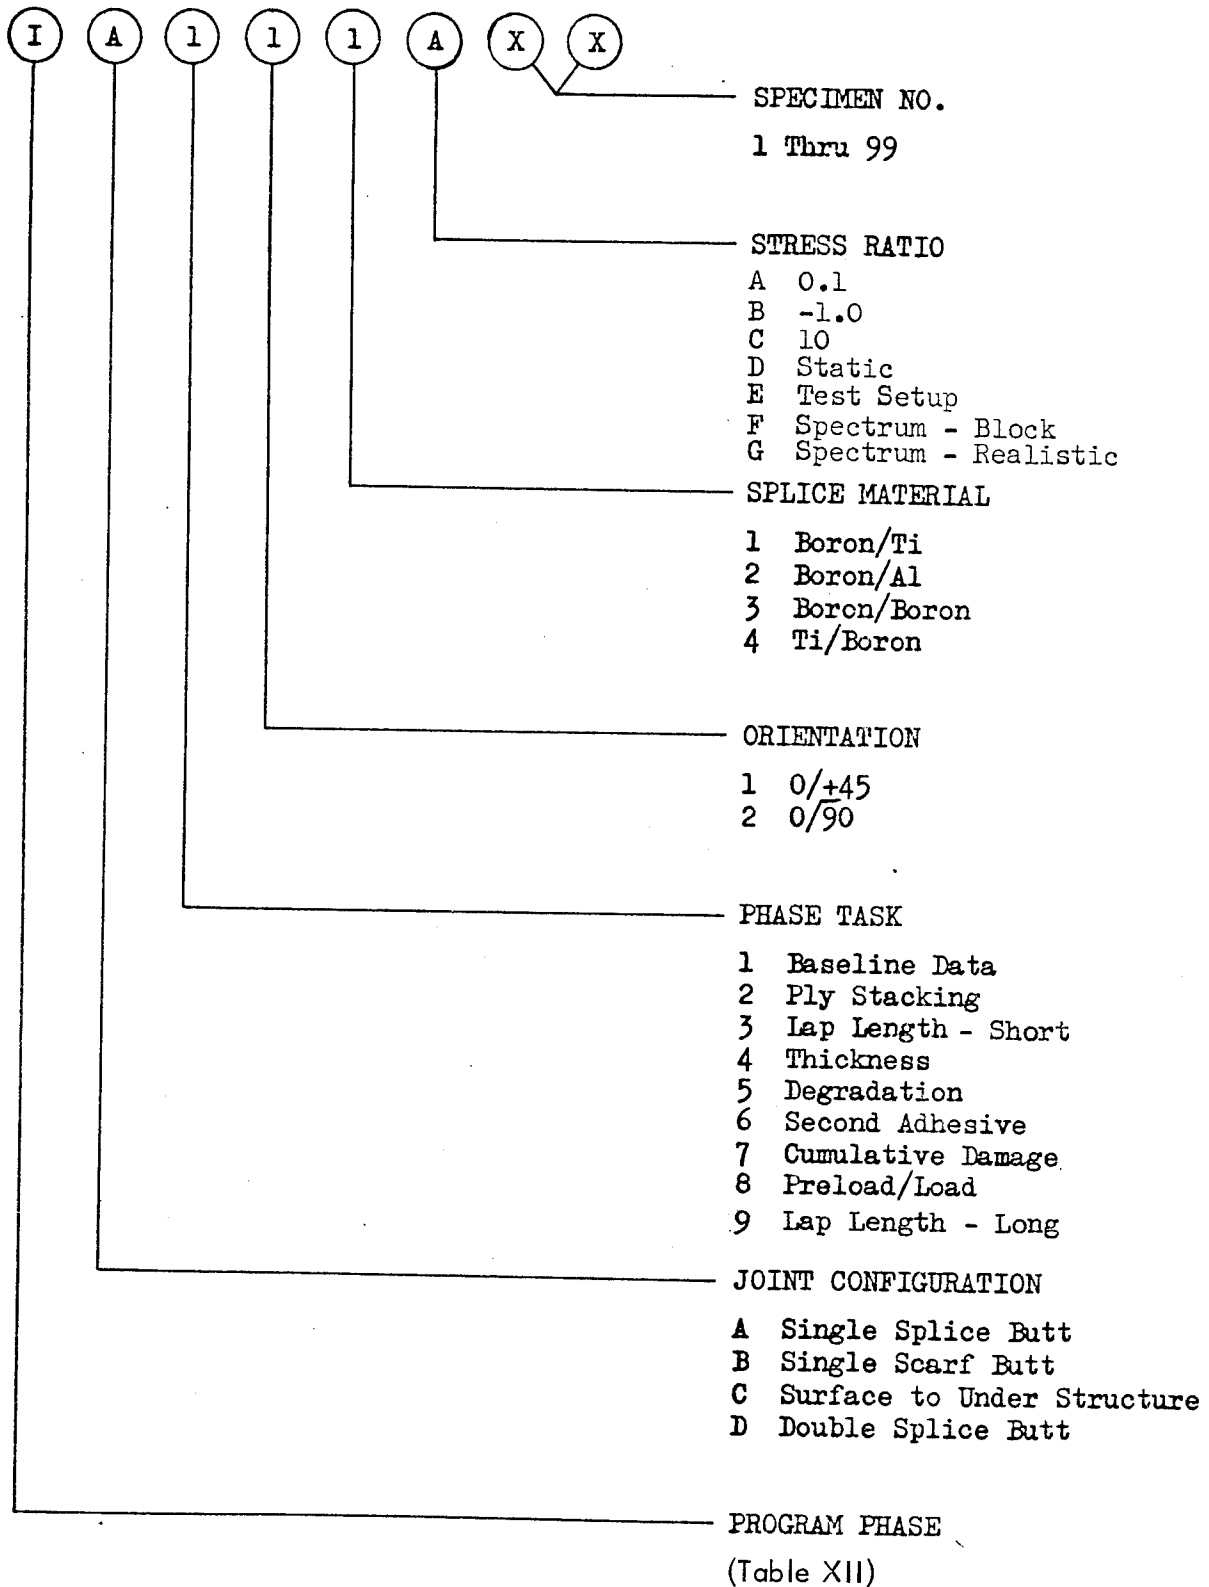 I A 1 1 1 A X X
SPECIMEN NO.
1 Thru 99
STRESS RATIO
A 0.1
B -1.0
C 10
D Static
E Test Setup
F Spectrum - Block
G Spectrum - Realistic
SPLICE MATERIAL
1 Boron/Ti
2 Boron/Al
3 Boron/Boron
4 Ti/Boron
ORIENTATION
1 0/±45
2 0/90
PHASE TASK
1 Baseline Data
2 Ply Stacking
3 Lap Length - Short
4 Thickness
5 Degradation
6 Second Adhesive
7 Cumulative Damage
8 Preload/Load
9 Lap Length - Long
JOINT CONFIGURATION
A Single Splice Butt
B Single Scarf Butt
C Surface to Under Structure
D Double Splice Butt
PROGRAM PHASE
(Table XII)